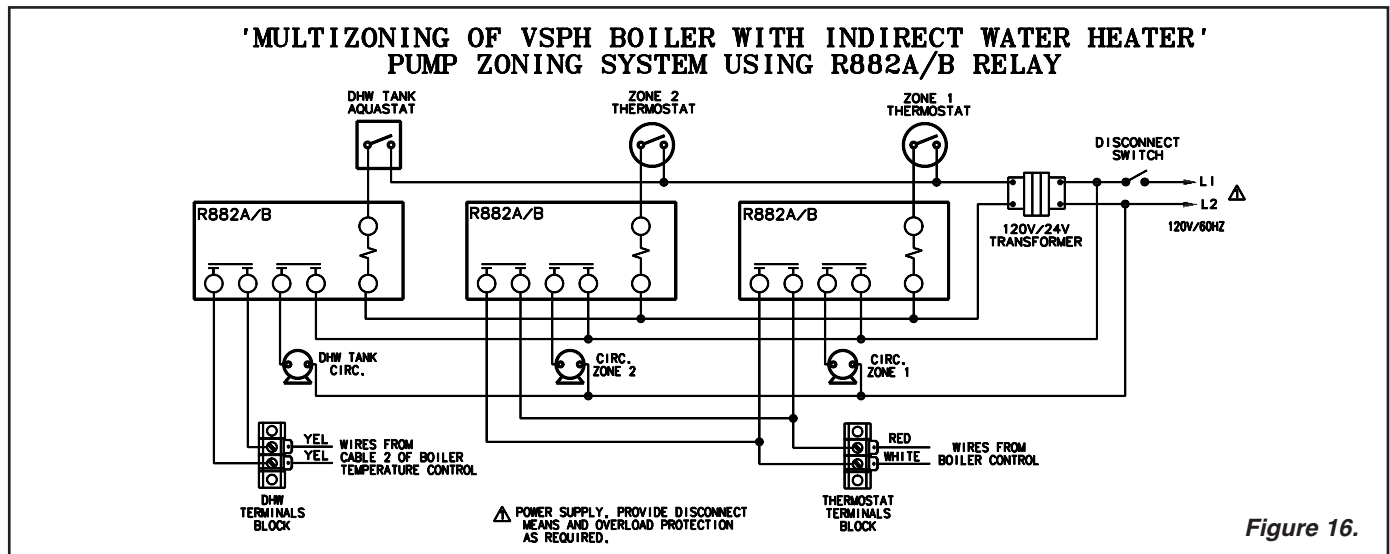 'MULTIZONING OF VSPH BOILER WITH INDIRECT WATER HEATER'
PUMP ZONING SYSTEM USING R882A/B RELAY
DHW TANK
AQUASTAT
ZONE 2
THERMOSTAT
ZONE 1
THERMOSTAT
DISCONNECT
SWITCH
L1
L2
120V/60HZ
120V/24V
TRANSFORMER
R882A/B
R882A/B
R882A/B
DHW TANK
CIRC.
CIRC.
ZONE 2
CIRC.
ZONE 1
YEL
YEL
WIRES FROM
CABLE 2 OF BOILER
TEMPERATURE CONTROL
RED
WHITE
WIRES FROM
BOILER CONTROL
DHW
TERMINALS
BLOCK
THERMOSTAT
TERMINALS
BLOCK
! POWER SUPPLY, PROVIDE DISCONNECT
MEANS AND OVERLOAD PROTECTION
AS REQUIRED.
Figure 16.